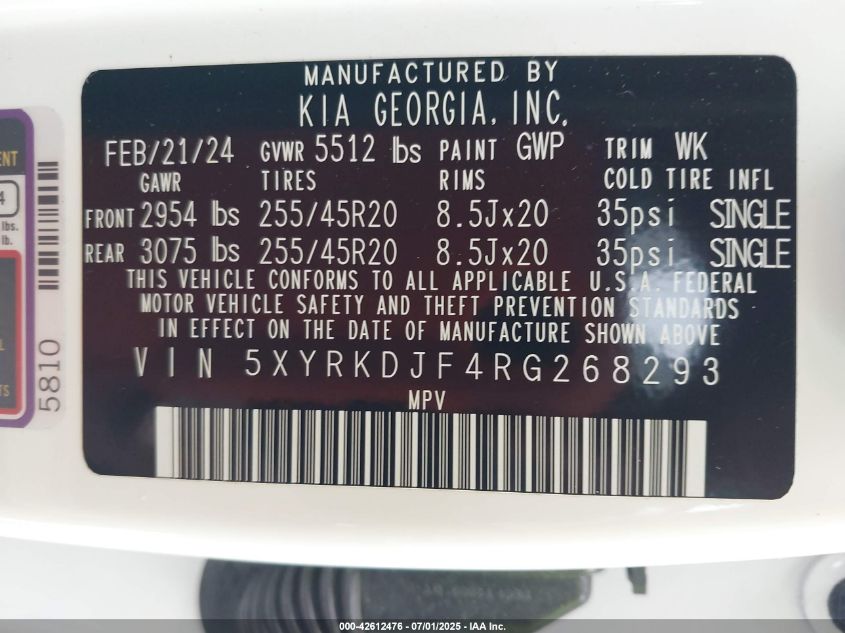 MANUFACTURED BY
KIA GEORGIA, INC.
FEB/21/24 GVWR 5512 lbs PAINT GWP TRIM WK
GAWR TIRES RIMS COLD TIRE INFL
FRONT 2954 lbs 255/45R20 8.5Jx20 35psi SINGLE
REAR 3075 lbs 255/45R20 8.5Jx20 35psi SINGLE
THIS VEHICLE CONFORMS TO ALL APPLICABLE U.S.A. FEDERAL
MOTOR VEHICLE SAFETY AND THEFT PREVENTION STANDARDS
IN EFFECT ON THE DATE OF MANUFACTURE SHOWN ABOVE
VIN 5XYRKDJF4RG268293
MPV
4
lbs.
lb.
5810
000-42612476 - 07/01/2025 - IAA Inc.